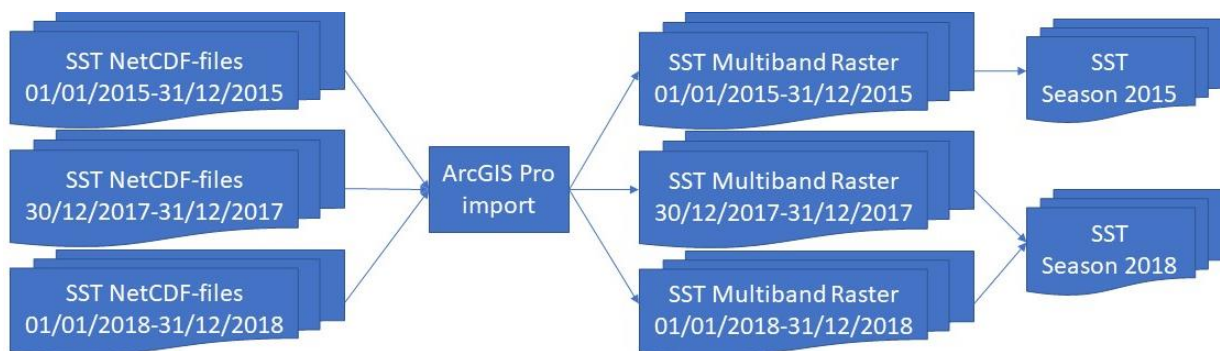 SST NetCDF-files
01/01/2015-31/12/2015
SST NetCDF-files
30/12/2017-31/12/2017
SST NetCDF-files
01/01/2018-31/12/2018
ArcGIS Pro
import
SST Multiband Raster
01/01/2015-31/12/2015
SST Multiband Raster
30/12/2017-31/12/2017
SST Multiband Raster
01/01/2018-31/12/2018
SST
Season 2015
SST
Season 2018